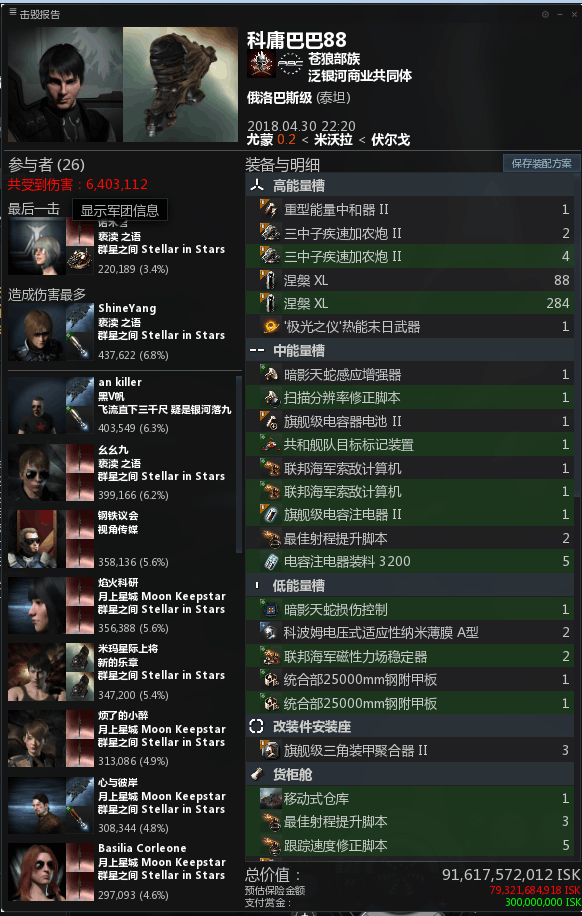 击毁报告
科庸巴巴88
苍狼部族
泛银河商业共同体
俄洛巴斯级 (泰坦)
2018.04.30 22:20
尤蒙 0.2 < 米沃拉 < 伏尔戈
参与者 (26)
共受到伤害：6,403,112
最后一击
显示军团信息
亵渎 之语
群星之间 Stellar in Stars
220,189 (3.4%)
造成伤害最多
ShineYang
亵渎 之语
群星之间 Stellar in Stars
437,622 (6.8%)
an killer
黑V帆
飞流直下三千尺 疑是银河落九
403,549 (6.3%)
幺幺九
亵渎 之语
群星之间 Stellar in Stars
399,166 (6.2%)
钢铁议会
视角传媒
358,136 (5.6%)
焰火科研
月上星城 Moon Keepstar
群星之间 Stellar in Stars
356,388 (5.6%)
米玛星际上将
新的乐章
群星之间 Stellar in Stars
347,200 (5.4%)
烦了的小醉
月上星城 Moon Keepstar
群星之间 Stellar in Stars
313,086 (4.9%)
心与彼岸
月上星城 Moon Keepstar
群星之间 Stellar in Stars
308,344 (4.8%)
Basilia Corleone
月上星城 Moon Keepstar
群星之间 Stellar in Stars
297,093 (4.6%)
装备与明细
保存装配方案
高能量槽
重型能量中和器 II 1
三中子疾速加农炮 II 2
三中子疾速加农炮 II 4
涅槃 XL 88
涅槃 XL 284
'极光之仪'热能末日武器 1
中能量槽
暗影天蛇感应增强器 1
扫描分辨率修正脚本 1
旗舰级电容器电池 II 1
共和舰队目标标记装置 1
联邦海军索敌计算机 1
联邦海军索敌计算机 1
旗舰级电容注电器 II 1
最佳射程提升脚本 2
电容注电器装料 3200 5
低能量槽
暗影天蛇损伤控制 1
科波姆电压式适应性纳米薄膜 A型 2
联邦海军磁性力场稳定器 2
统合部25000mm钢附甲板 1
统合部25000mm钢附甲板 1
改装件安装座
旗舰级三角装甲聚合器 II 3
货柜舱
移动式仓库 1
最佳射程提升脚本 3
跟踪速度修正脚本 5
总价值： 91,617,572,012 ISK
预估保险金额 79,321,684,918 ISK
支付赏金： 300,000,000 ISK